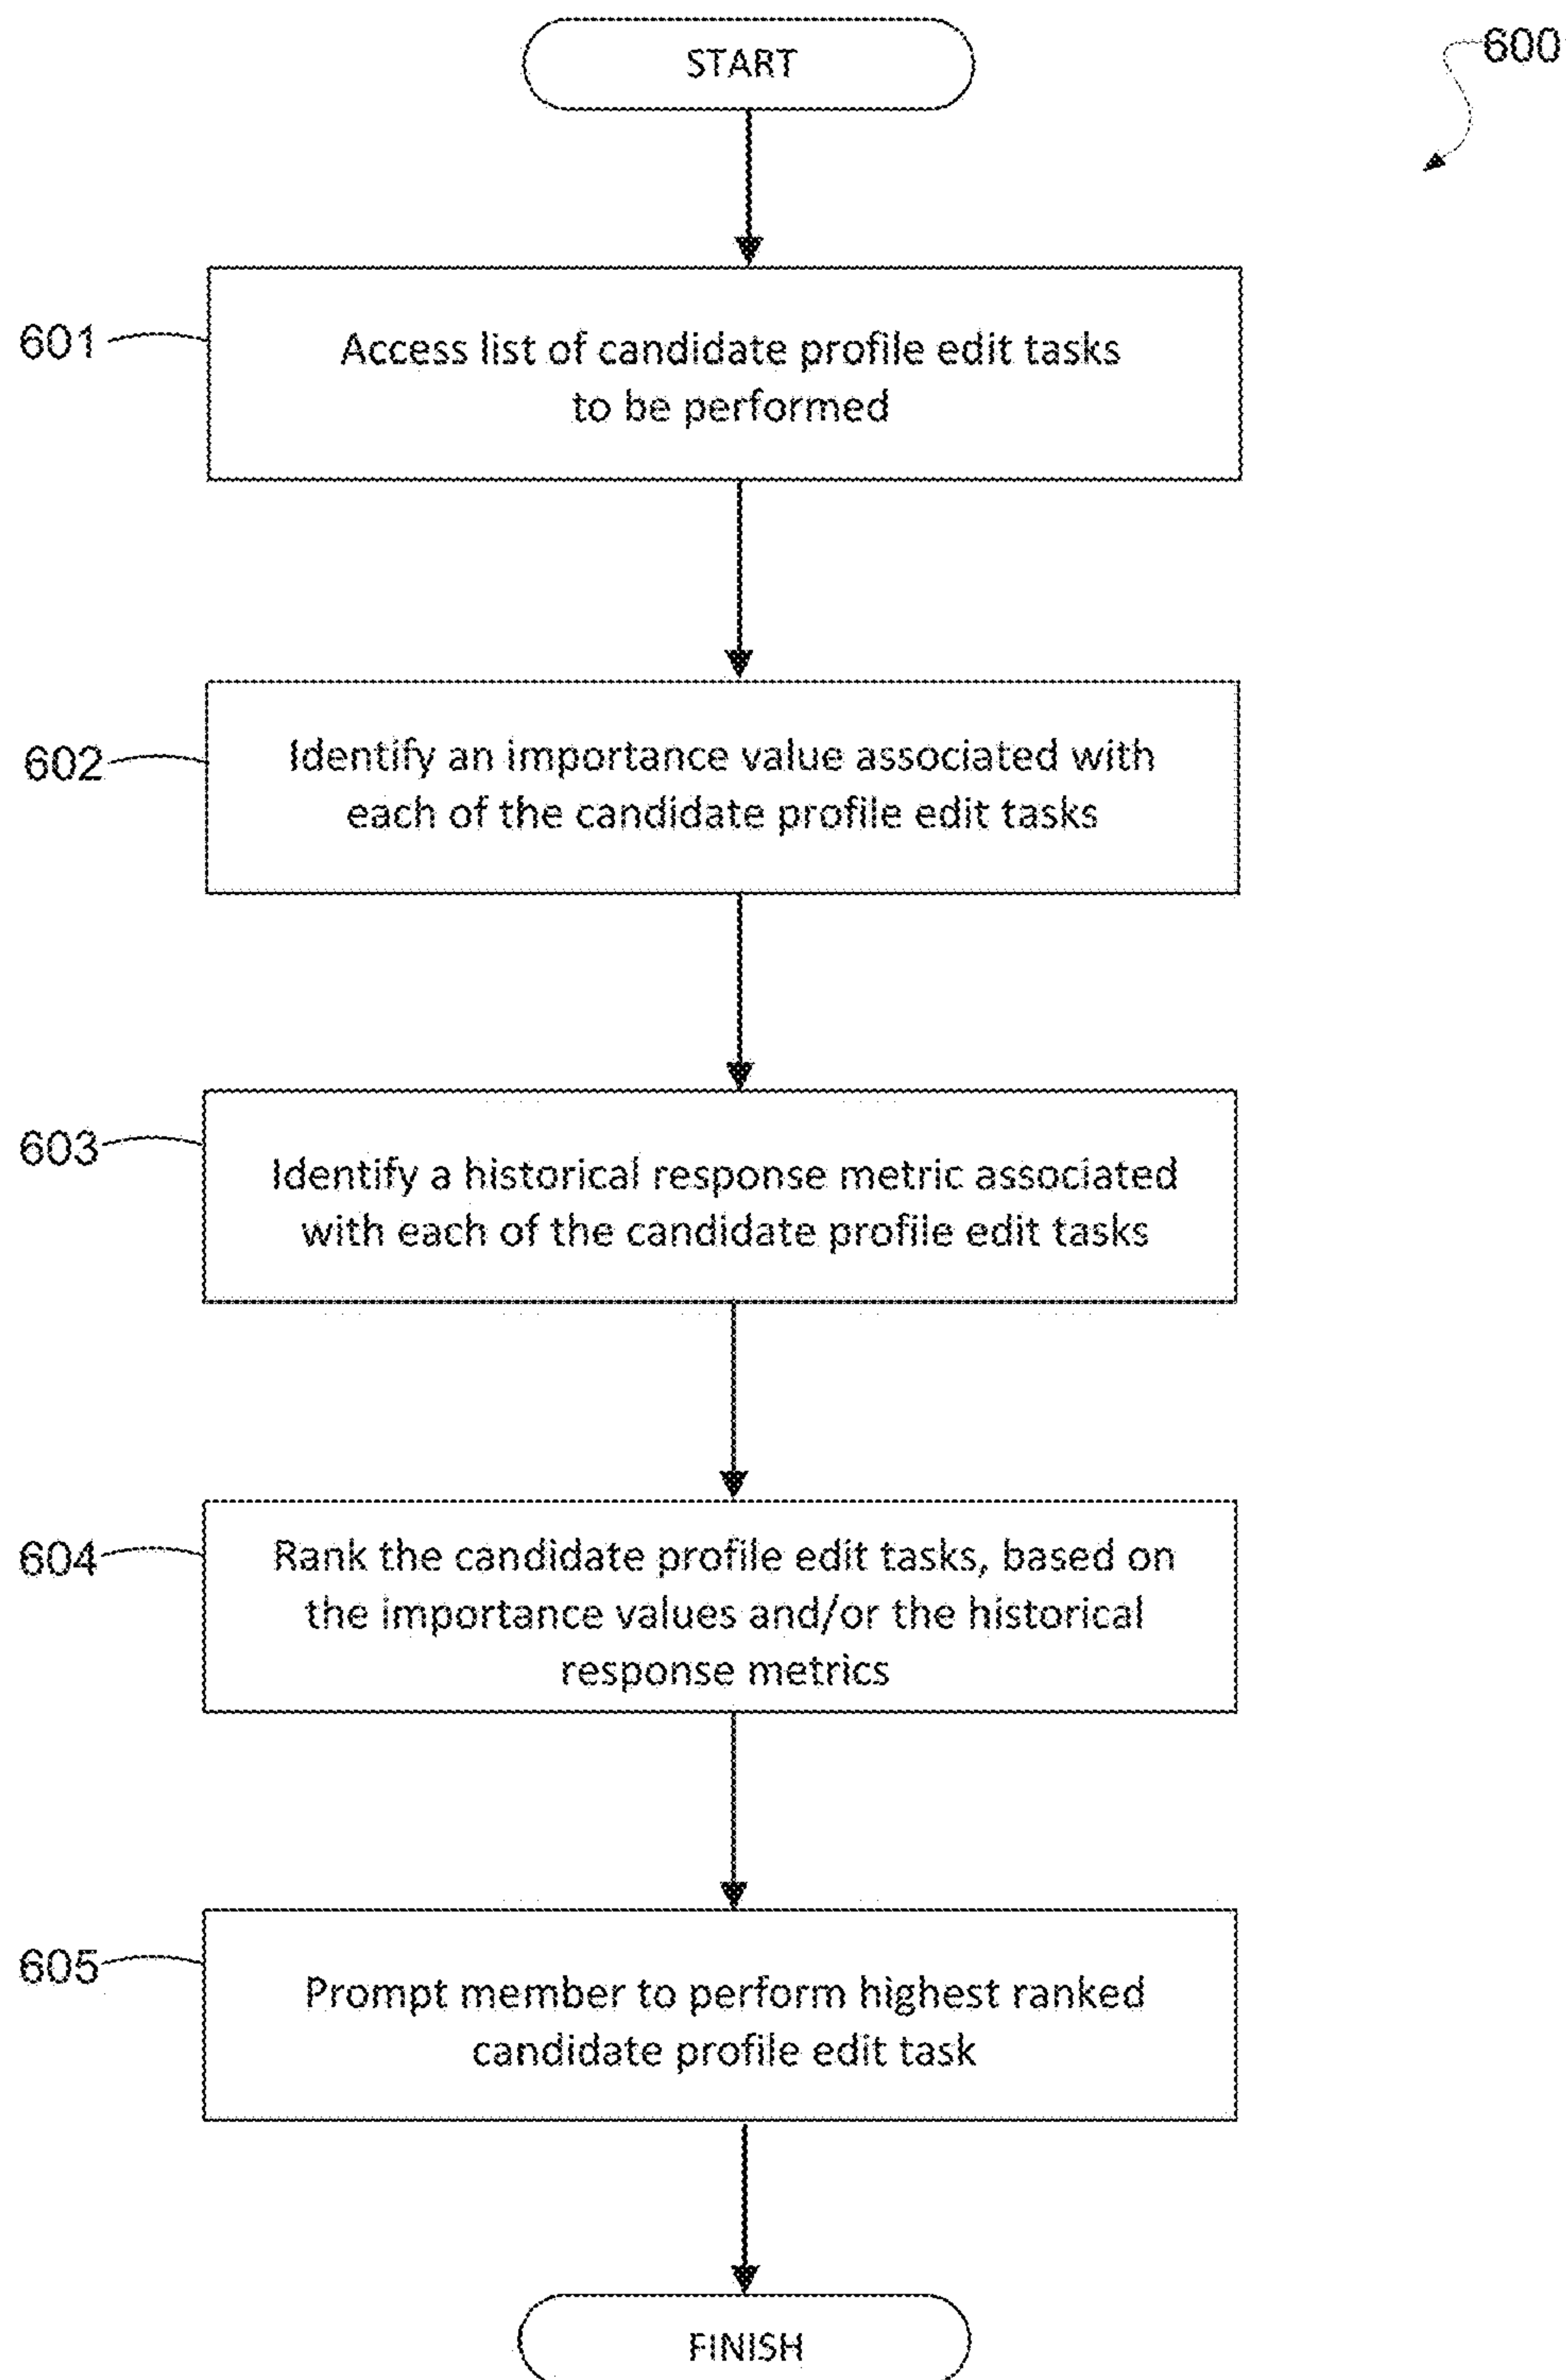 START
600
601
Access list of candidate profile edit tasks
to be performed
602
Identify an importance value associated with
each of the candidate profile edit tasks
603
Identify a historical response metric associated
with each of the candidate profile edit tasks
604
Rank the candidate profile edit tasks, based on
the importance values and/or the historical
response metrics
605
Prompt member to perform highest ranked
candidate profile edit task
FINISH